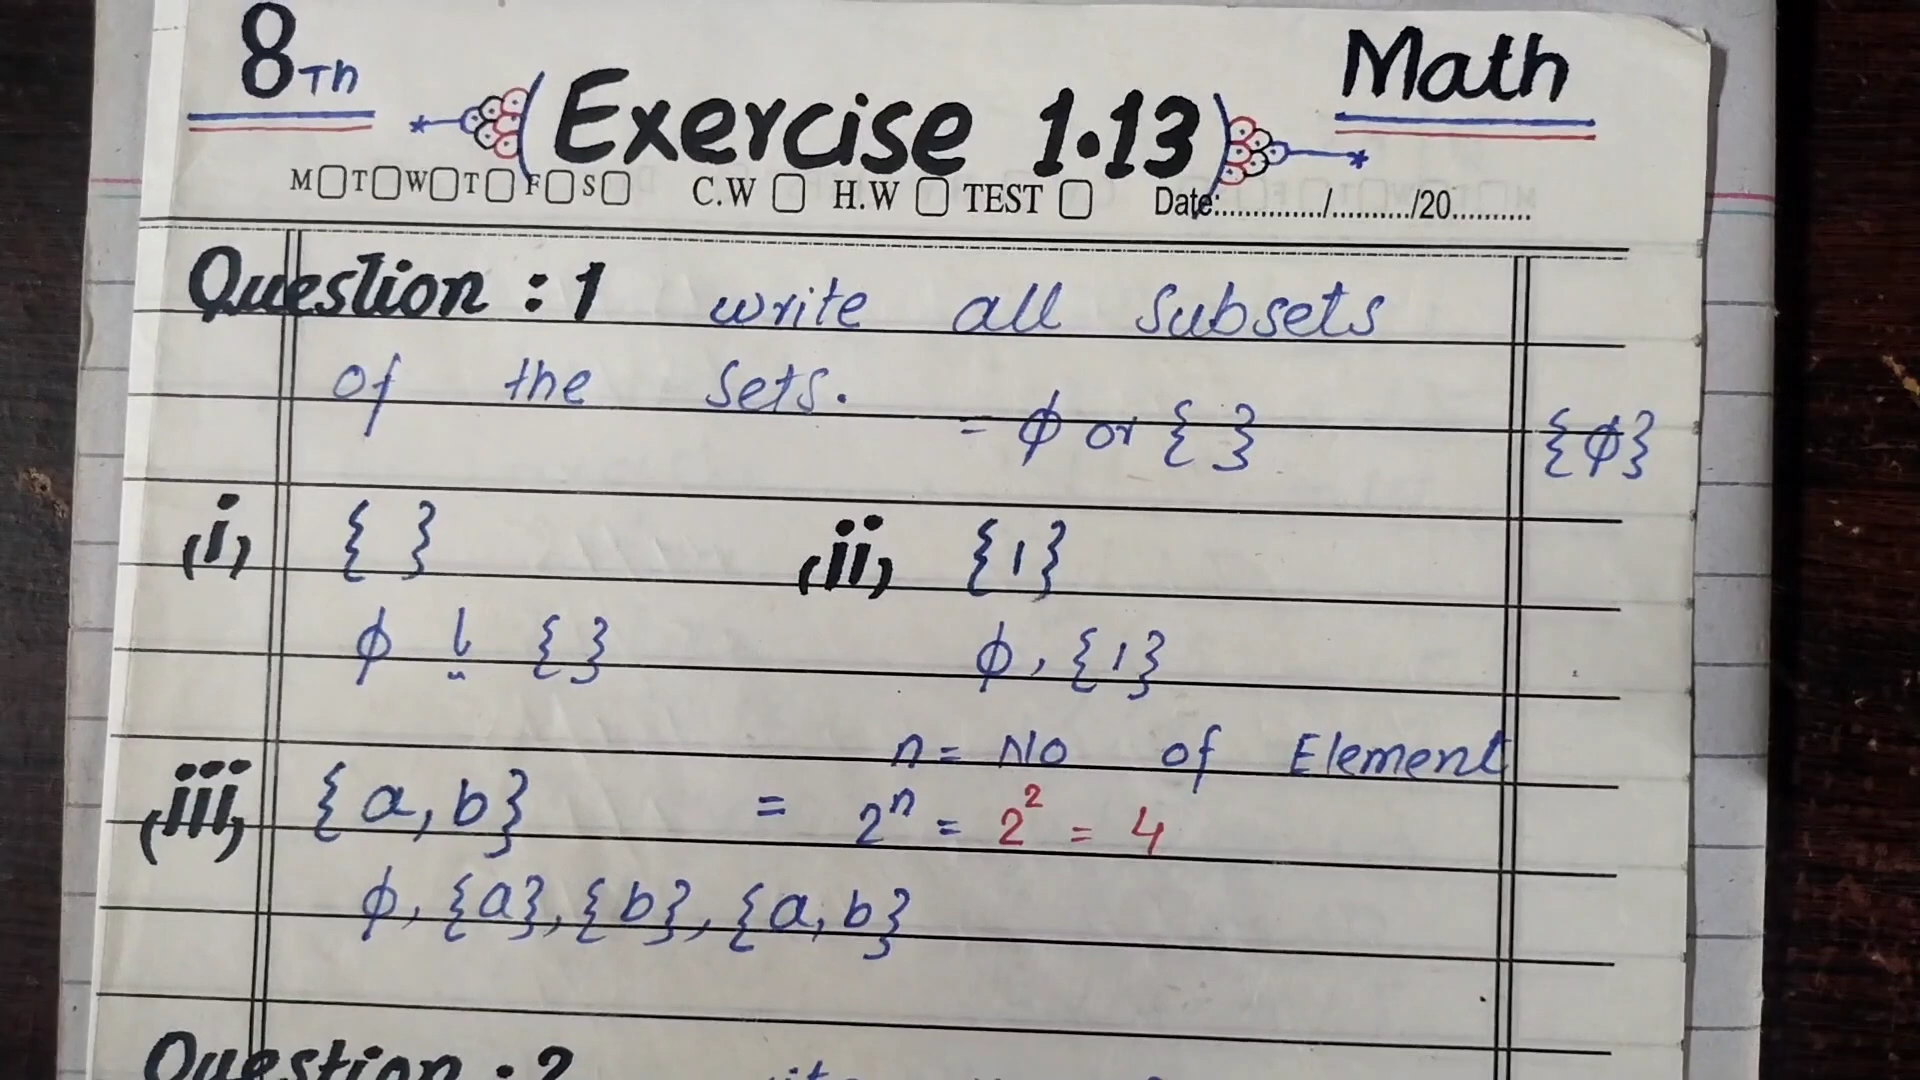 8Th Math
(Exercise 1.13)
M T W T F S C.W H.W TEST Date:............../.........../20...........
Question : 1 write all subsets
of the sets. = ϕ or { } {ϕ}
(i) { } (ii) {1}
ϕ یا { } ϕ, {1}
n = No of Element
(iii) {a, b} = 2ⁿ = 2² = 4
ϕ, {a}, {b}, {a, b}
Question : 2